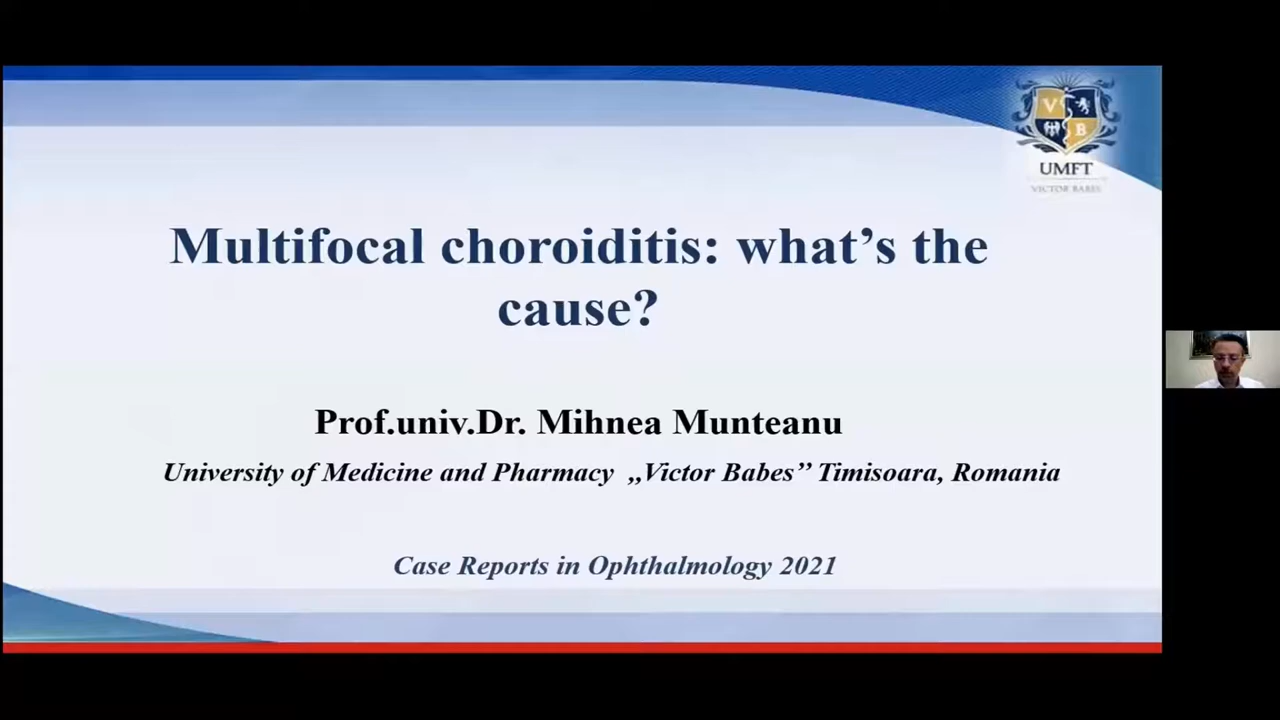 V
B
UMFT
VICTOR BABES
Multifocal choroiditis: what’s the
cause?
Prof.univ.Dr. Mihnea Munteanu
University of Medicine and Pharmacy ,,Victor Babes’’ Timisoara, Romania
Case Reports in Ophthalmology 2021